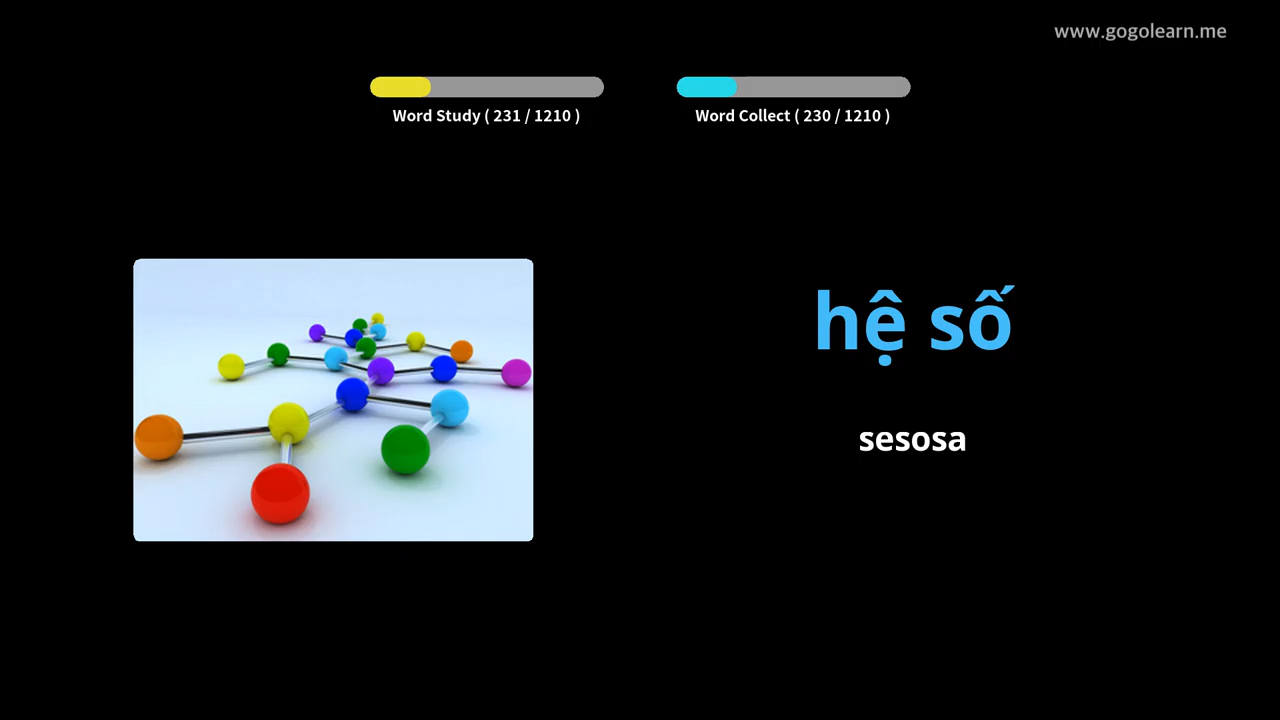 www.gogolearn.me
Word Study ( 231 / 1210 )
Word Collect ( 230 / 1210 )
hệ số
sesosa